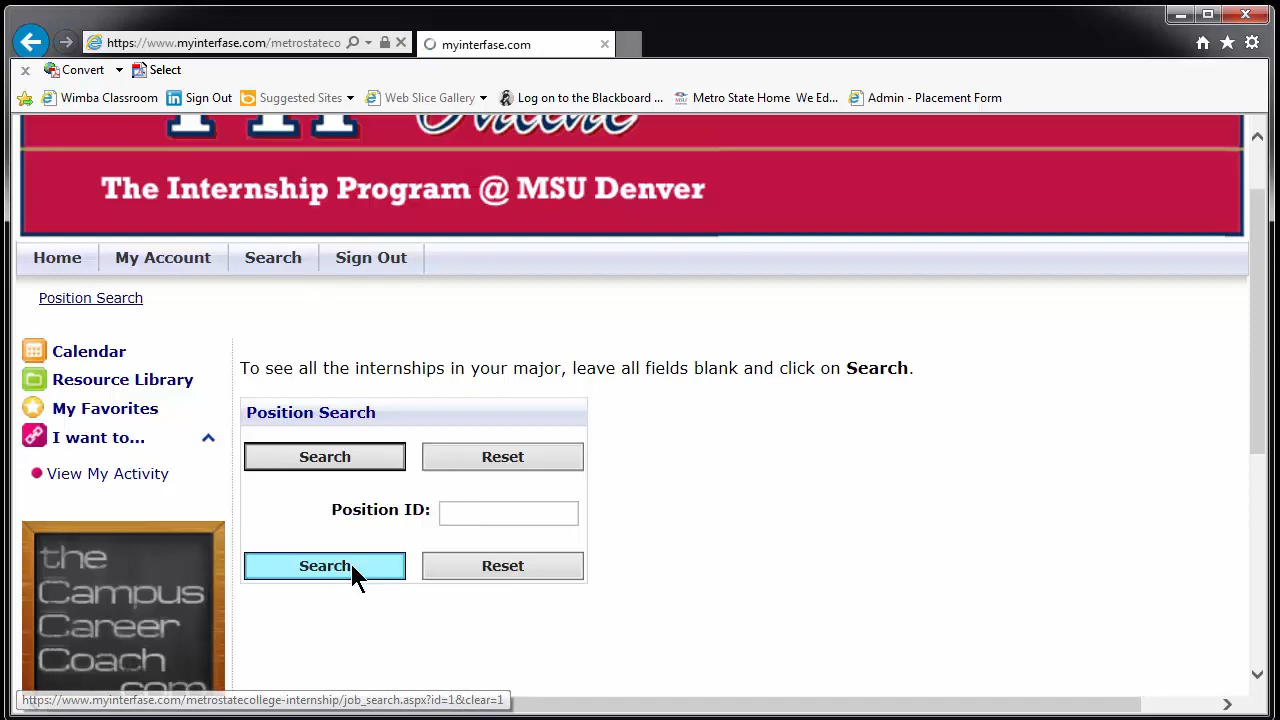 https://www.myinterfase.com/metrostateco
myinterfase.com
Convert
Select
Wimba Classroom
Sign Out
Suggested Sites
Web Slice Gallery
Log on to the Blackboard ...
Metro State Home We Ed...
Admin - Placement Form
Online
The Internship Program @ MSU Denver
Home
My Account
Search
Sign Out
Position Search
Calendar
Resource Library
My Favorites
I want to...
View My Activity
the
Campus
Career
Coach
.com
To see all the internships in your major, leave all fields blank and click on Search.
Position Search
Search
Reset
Position ID:
Search
Reset
https://www.myinterfase.com/metrostatecollege-internship/job_search.aspx?id=1&clear=1